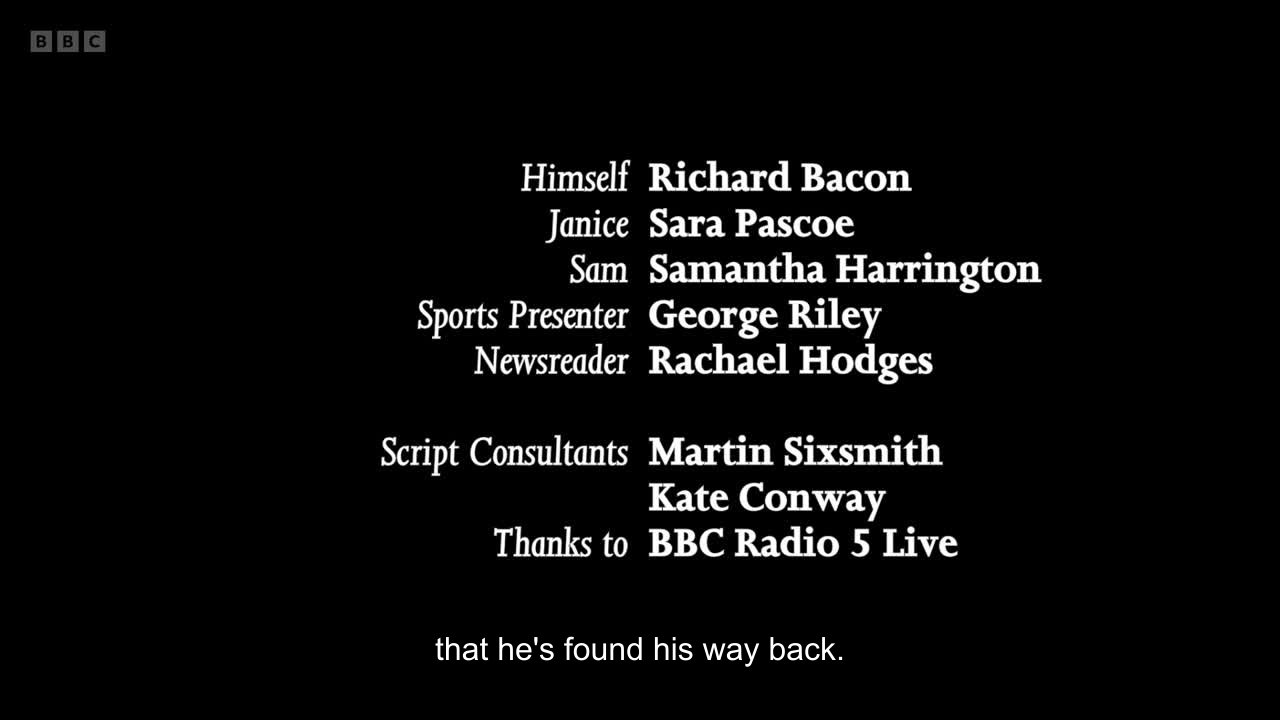 BBC
Himself Richard Bacon
Janice Sara Pascoe
Sam Samantha Harrington
Sports Presenter George Riley
Newsreader Rachael Hodges
Script Consultants Martin Sixsmith
Kate Conway
Thanks to BBC Radio 5 Live
that he's found his way back.